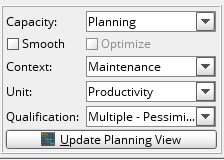 Capacity: Planning
Smooth Optimize
Context: Maintenance
Unit: Productivity
Qualification: Multiple - Pessimi...
Update Planning View